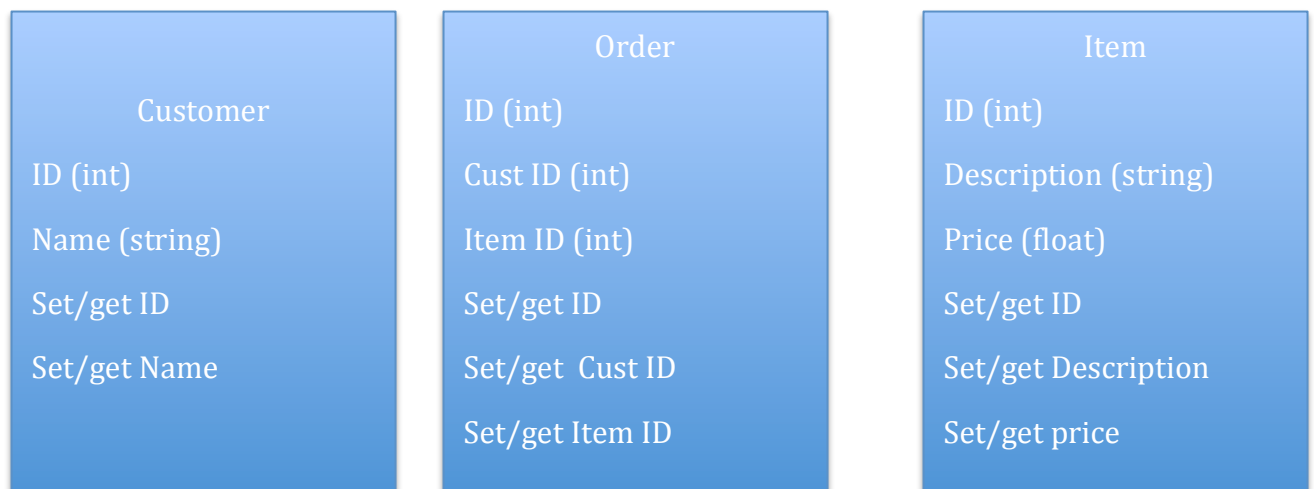 Customer
ID (int)
Name (string)
Set/get ID
Set/get Name
Order
ID (int)
Cust ID (int)
Item ID (int)
Set/get ID
Set/get  Cust ID
Set/get Item ID
Item
ID (int)
Description (string)
Price (float)
Set/get ID
Set/get Description
Set/get price